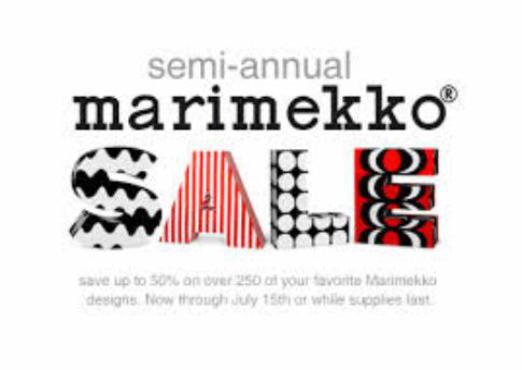 semi-annual
marimekko®
SALE
save up to 50% on over 250 of your favorite Marimekko
designs. Now through July 15th or while supplies last.